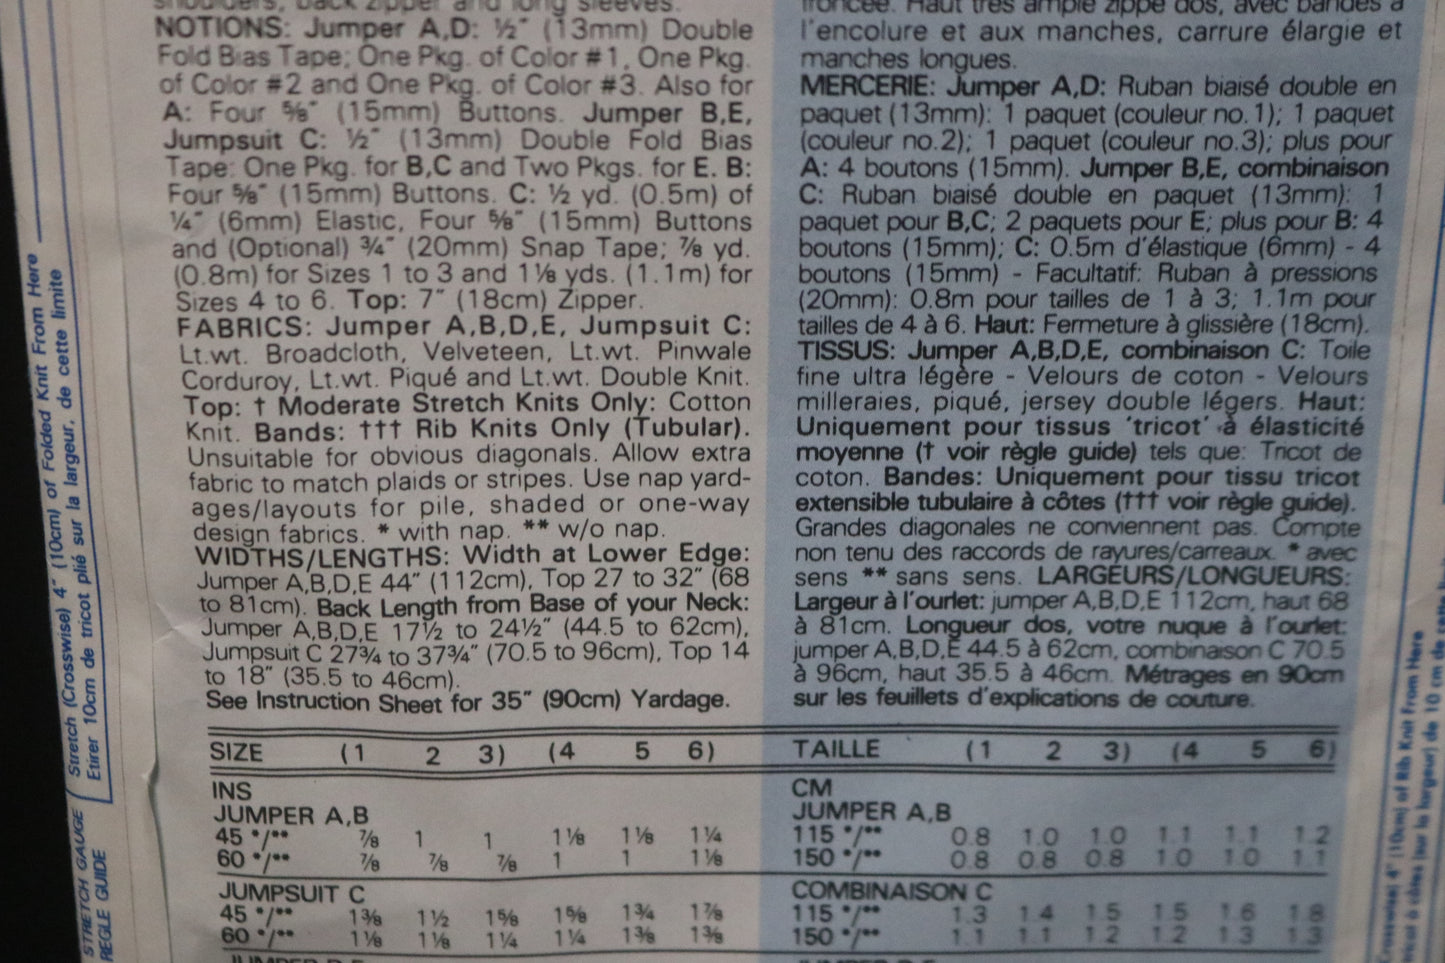 shoulders, back zipper and long sleeves.
NOTIONS: Jumper A,D: ½" (13mm) Double
Fold Bias Tape; One Pkg. of Color #1, One Pkg.
of Color #2 and One Pkg. of Color #3. Also for
A: Four ⅝" (15mm) Buttons. Jumper B,E,
Jumpsuit C: ½" (13mm) Double Fold Bias
Tape: One Pkg. for B,C and Two Pkgs. for E. B:
Four ⅝" (15mm) Buttons. C: ½ yd. (0.5m) of
¼" (6mm) Elastic, Four ⅝" (15mm) Buttons
and (Optional) ¾" (20mm) Snap Tape; ⅞ yd.
(0.8m) for Sizes 1 to 3 and 1⅛ yds. (1.1m) for
Sizes 4 to 6. Top: 7" (18cm) Zipper.
FABRICS: Jumper A,B,D,E, Jumpsuit C:
Lt.wt. Broadcloth, Velveteen, Lt.wt. Pinwale
Corduroy, Lt.wt. Piqué and Lt.wt. Double Knit.
Top: † Moderate Stretch Knits Only: Cotton
Knit. Bands: ††† Rib Knits Only (Tubular).
Unsuitable for obvious diagonals. Allow extra
fabric to match plaids or stripes. Use nap yard-
ages/layouts for pile, shaded or one-way
design fabrics. * with nap. ** w/o nap.
WIDTHS/LENGTHS: Width at Lower Edge:
Jumper A,B,D,E 44" (112cm), Top 27 to 32" (68
to 81cm). Back Length from Base of your Neck:
Jumper A,B,D,E 17½ to 24½" (44.5 to 62cm),
Jumpsuit C 27¾ to 37¾" (70.5 to 96cm), Top 14
to 18" (35.5 to 46cm).
See Instruction Sheet for 35" (90cm) Yardage.
SIZE (1 2 3) (4 5 6)
INS
JUMPER A,B
45 */** ⅞ 1 1 1⅛ 1⅛ 1¼
60 */** ⅞ ⅞ ⅞ 1 1 1⅛
JUMPSUIT C
45 */** 1⅜ 1½ 1⅝ 1⅝ 1¾ 1⅞
60 */** 1⅛ 1⅛ 1¼ 1¼ 1⅜ 1⅜
JUMPER D,E
froncée. Haut très ample zippé dos, avec bandes à
l'encolure et aux manches, carrure élargie et
manches longues.
MERCERIE: Jumper A,D: Ruban biaisé double en
paquet (13mm): 1 paquet (couleur no.1); 1 paquet
(couleur no.2); 1 paquet (couleur no.3); plus pour
A: 4 boutons (15mm). Jumper B,E, combinaison
C: Ruban biaisé double en paquet (13mm): 1
paquet pour B,C; 2 paquets pour E; plus pour B: 4
boutons (15mm); C: 0.5m d'élastique (6mm) - 4
boutons (15mm) - Facultatif: Ruban à pressions
(20mm): 0.8m pour tailles de 1 à 3; 1.1m pour
tailles de 4 à 6. Haut: Fermeture à glissière (18cm).
TISSUS: Jumper A,B,D,E, combinaison C: Toile
fine ultra légère - Velours de coton - Velours
milleraies, piqué, jersey double légers. Haut:
Uniquement pour tissus 'tricot' à élasticité
moyenne († voir règle guide) tels que: Tricot de
coton. Bandes: Uniquement pour tissu tricot
extensible tubulaire à côtes (††† voir règle guide).
Grandes diagonales ne conviennent pas. Compte
non tenu des raccords de rayures/carreaux. * avec
sens ** sans sens. LARGEURS/LONGUEURS:
Largeur à l'ourlet: jumper A,B,D,E 112cm, haut 68
à 81cm. Longueur dos, votre nuque à l'ourlet:
jumper A,B,D,E 44.5 à 62cm, combinaison C 70.5
à 96cm, haut 35.5 à 46cm. Métrages en 90cm
sur les feuillets d'explications de couture.
TAILLE (1 2 3) (4 5 6)
CM
JUMPER A,B
115 */** 0.8 1.0 1.0 1.1 1.1 1.2
150 */** 0.8 0.8 0.8 1.0 1.0 1.1
COMBINAISON C
115 */** 1.3 1.4 1.5 1.5 1.6 1.8
150 */** 1.1 1.1 1.2 1.2 1.3 1.3
STRETCH GAUGE
REGLE GUIDE
Stretch (Crosswise) 4" (10cm) of Folded Knit From Here
Etirer 10cm de tricot plié sur la largeur, de cette limite
Crosswise) 4" (10cm) of Rib Knit From Here
(sur la largeur) de 10 cm de